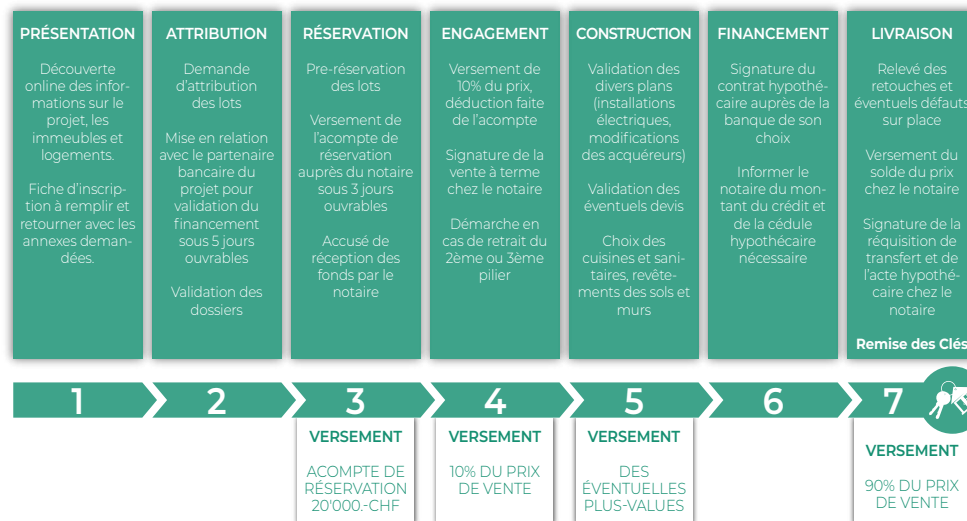 PRÉSENTATION
Découverte
online des infor-
mations sur le
projet, les
immeubles et
logements.
Fiche d'inscrip-
tion à remplir et
retourner avec les
annexes deman-
dées.
ATTRIBUTION
Demande
d'attribution
des lots
Mise en relation
avec le partenaire
bancaire du
projet pour
validation du
financement
sous 5 jours
ouvrables
Validation des
dossiers
RÉSERVATION
Pre-réservation
des lots
Versement de
l'acompte de
réservation
auprès du notaire
sous 3 jours
ouvrables
Accusé de
réception des
fonds par le
notaire
ENGAGEMENT
Versement de
10% du prix,
déduction faite
de l'acompte
Signature de la
vente à terme
chez le notaire
Démarche en
cas de retrait du
2ème ou 3ème
pilier
CONSTRUCTION
Validation des
divers plans
(installations
électriques,
modifications
des acquéreurs)
Validation des
éventuels devis
Choix des
cuisines et sani-
taires, revête-
ments des sols et
murs
FINANCEMENT
Signature du
contrat hypothé-
caire auprès de la
banque de son
choix
Informer le
notaire du mon-
tant du crédit et
de la cédule
hypothécaire
nécessaire
LIVRAISON
Relevé des
retouches et
éventuels défauts
sur place
Versement du
solde du prix
chez le notaire
Signature de la
réquisition de
transfert et de
l'acte hypothé-
caire chez le
notaire
Remise des Clés
1
2
3
4
5
6
7
VERSEMENT
ACOMPTE DE
RÉSERVATION
20'000.-CHF
VERSEMENT
10% DU PRIX
DE VENTE
VERSEMENT
DES
ÉVENTUELLES
PLUS-VALUES
VERSEMENT
90% DU PRIX
DE VENTE